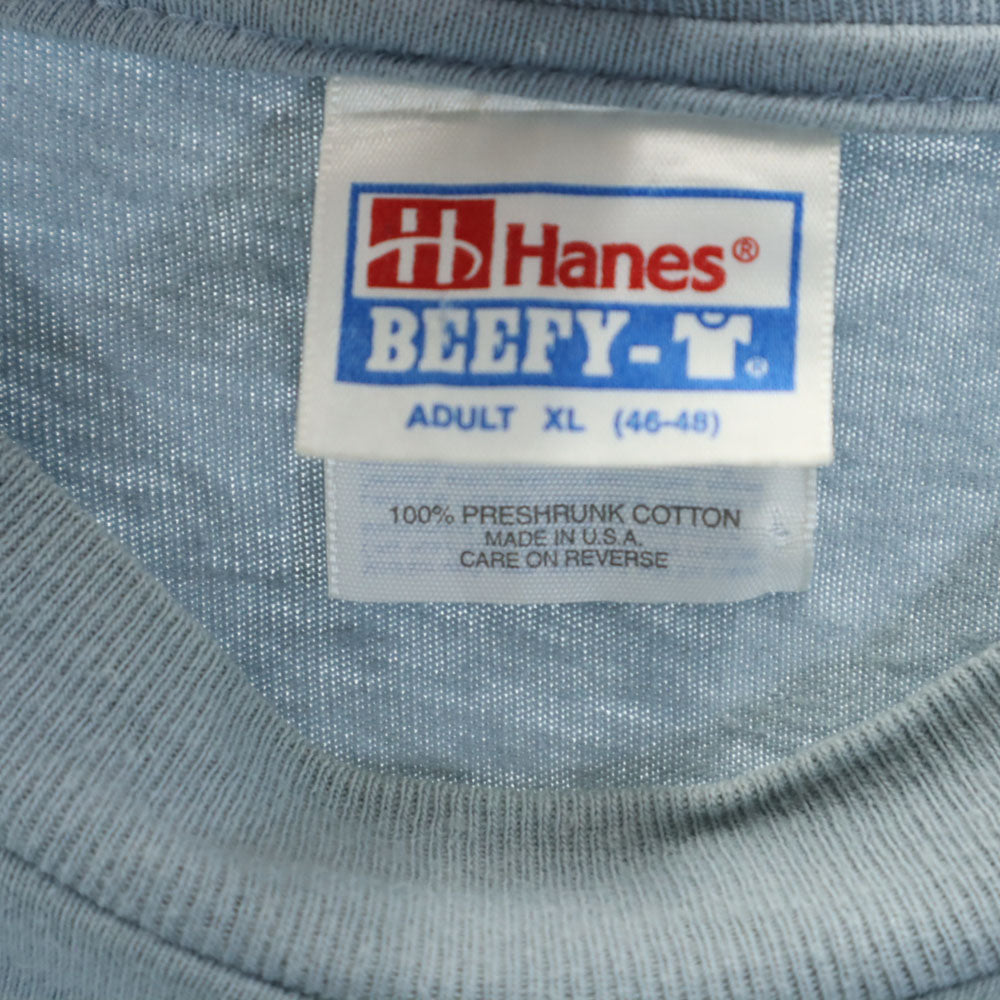 H Hanes®
BEEFY-T®
ADULT XL (46-48)
100% PRESHRUNK COTTON
MADE IN U.S.A.
CARE ON REVERSE